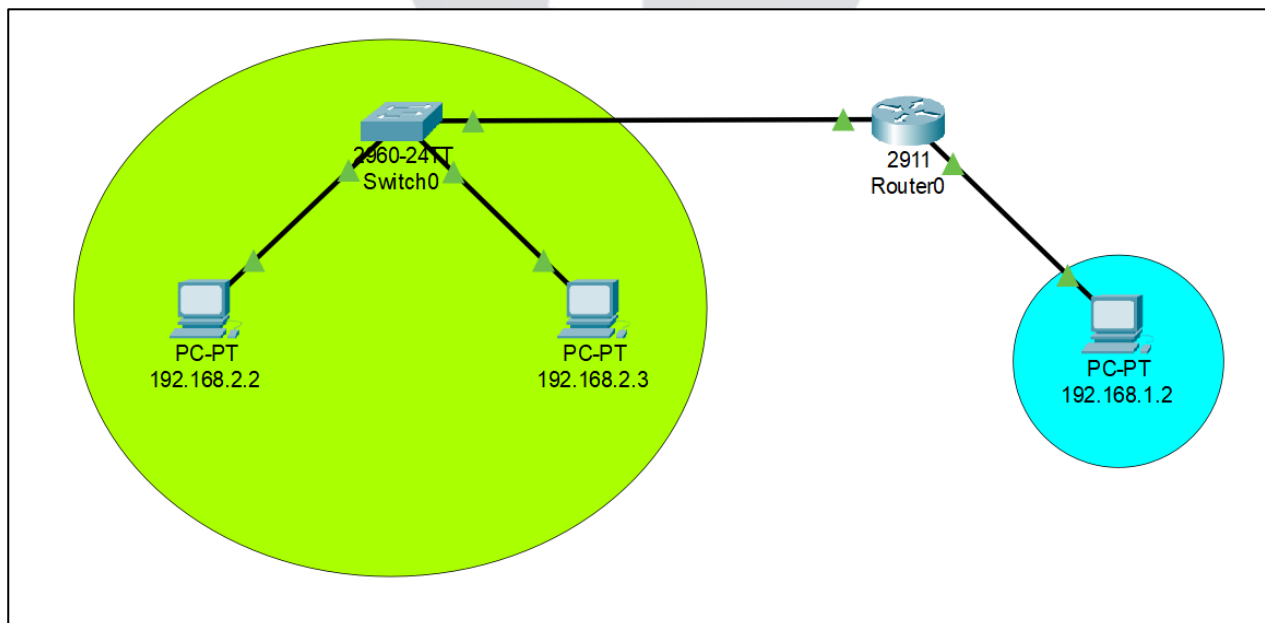 2960-24TT
Switch0
2911
Router0
PC-PT
192.168.2.2
PC-PT
192.168.2.3
PC-PT
192.168.1.2